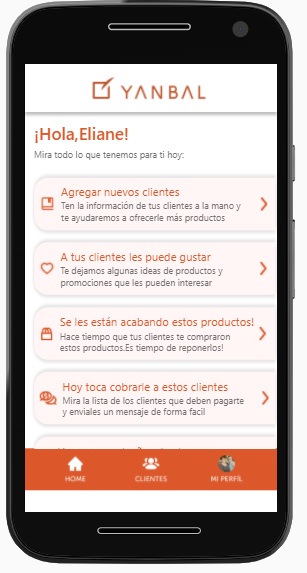 YANBAL
¡Hola,Eliane!
Mira todo lo que tenemos para ti hoy:
Agregar nuevos clientes
Ten la información de tus clientes a la mano y
te ayudaremos a ofrecerle más productos
A tus clientes les puede gustar
Te dejamos algunas ideas de productos y
promociones que les pueden interesar
Se les están acabando estos productos!
Hace tiempo que tus clientes te compraron
estos productos.Es tiempo de reponerlos!
Hoy toca cobrarle a estos clientes
Mira la lista de los clientes que deben pagarte
y enviales un mensaje de forma facil
HOME CLIENTES MI PERFÍL